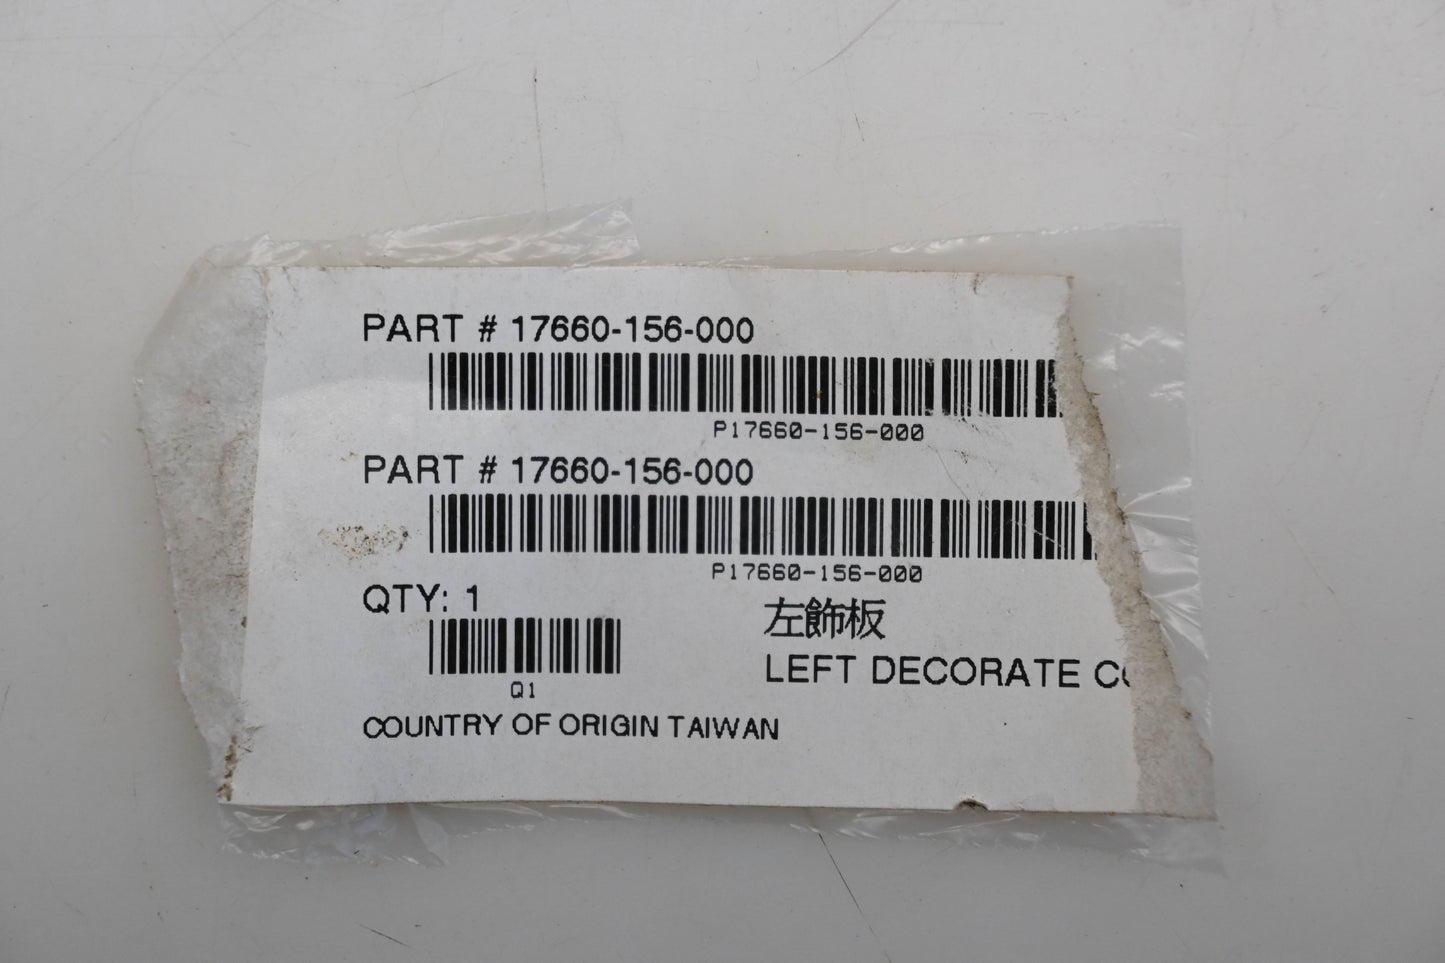 PART # 17660-156-000
P17660-156-000
PART # 17660-156-000
P17660-156-000
QTY: 1
左飾板
LEFT DECORATE
Q1
COUNTRY OF ORIGIN TAIWAN